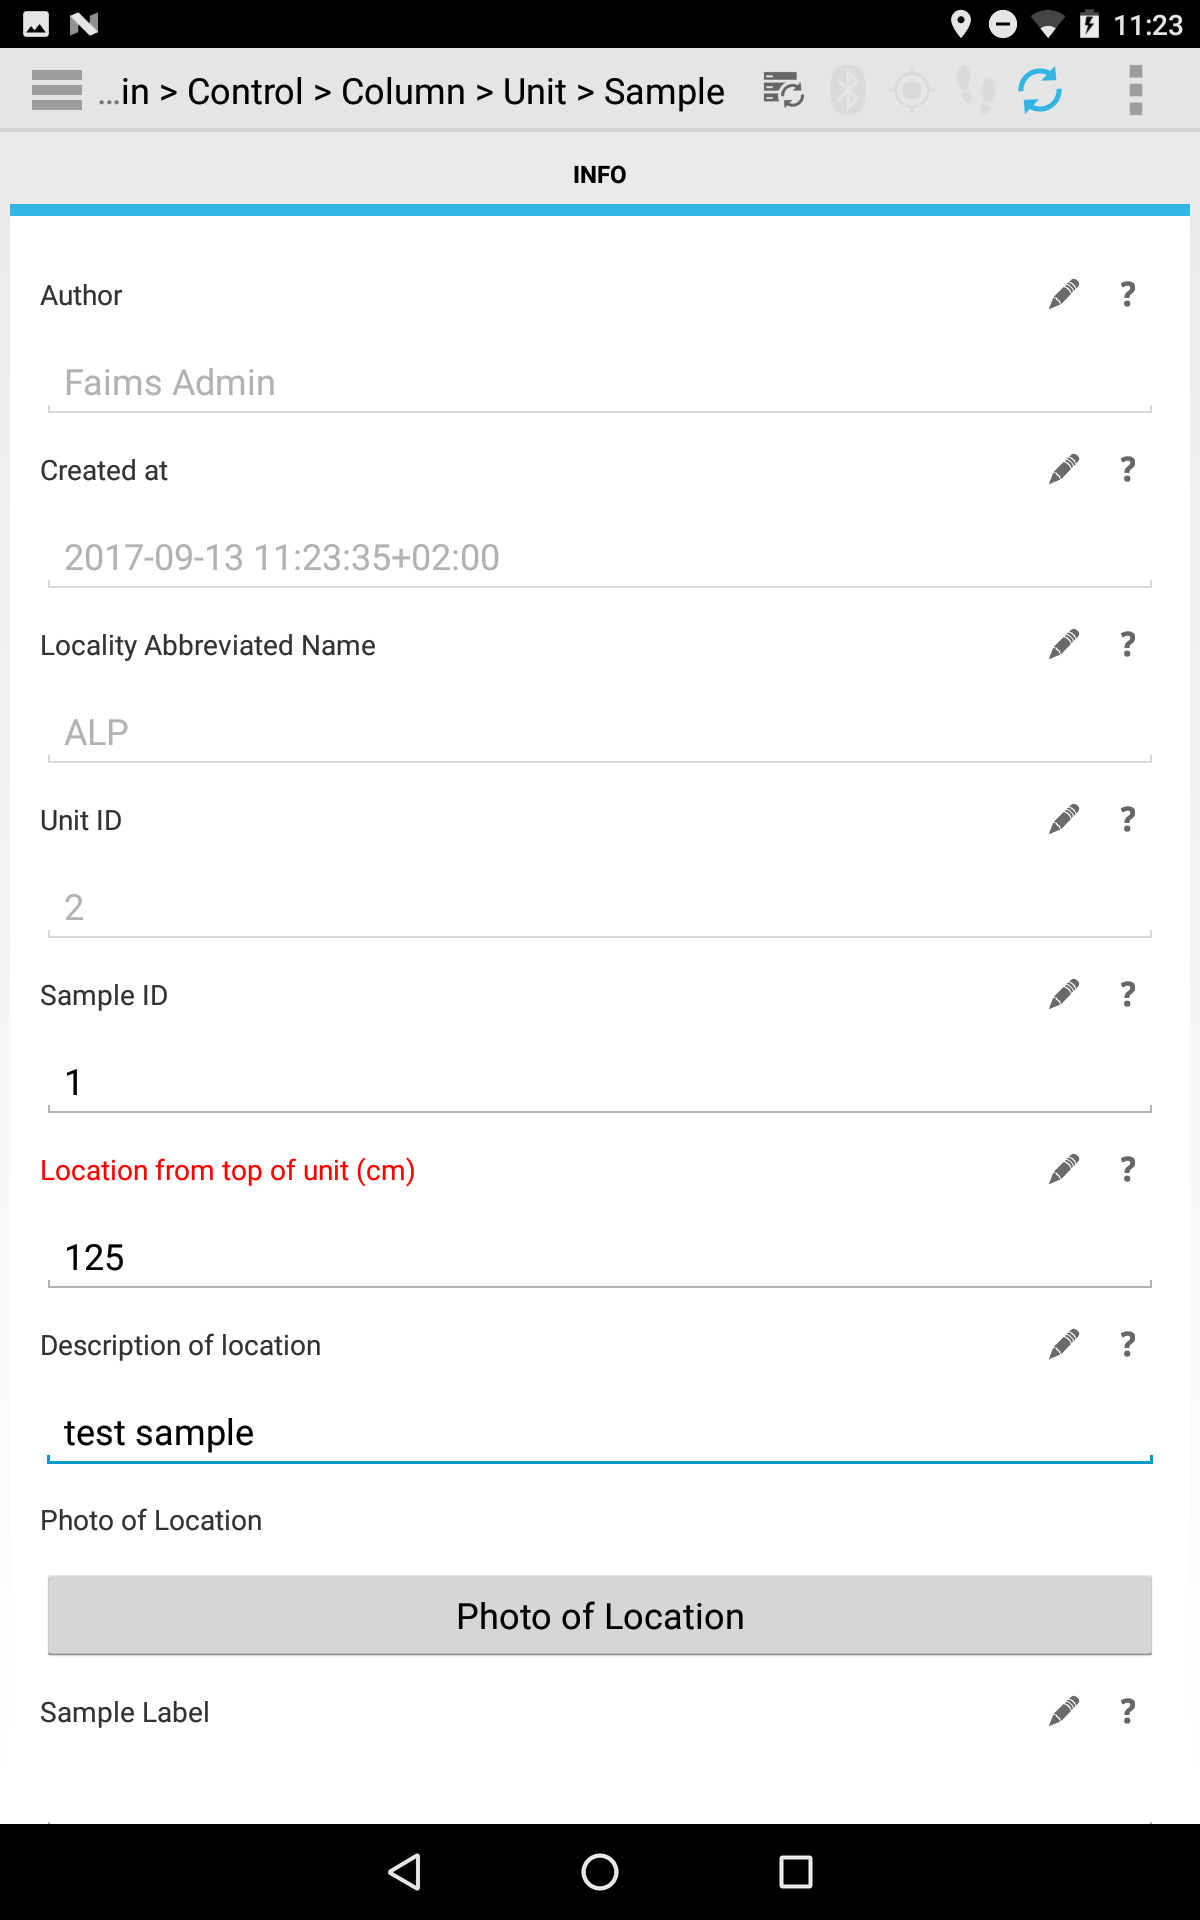 11:23
...in > Control > Column > Unit > Sample
INFO
Author
?
Faims Admin
Created at
?
2017-09-13 11:23:35+02:00
Locality Abbreviated Name
?
ALP
Unit ID
?
2
Sample ID
?
1
Location from top of unit (cm)
?
125
Description of location
?
test sample
Photo of Location
Photo of Location
Sample Label
?